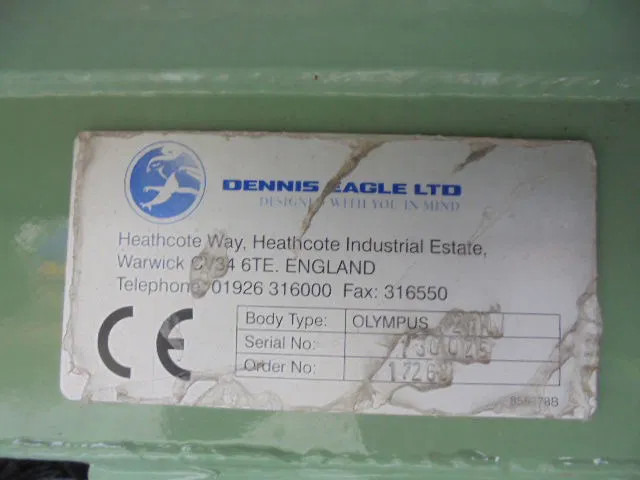 DENNIS EAGLE LTD
DESIGNED WITH YOU IN MIND
Heathcote Way, Heathcote Industrial Estate,
Warwick CV34 6TE. ENGLAND
Telephone: 01926 316000 Fax: 316550
CE
Body Type: OLYMPUS
Serial No:
Order No: